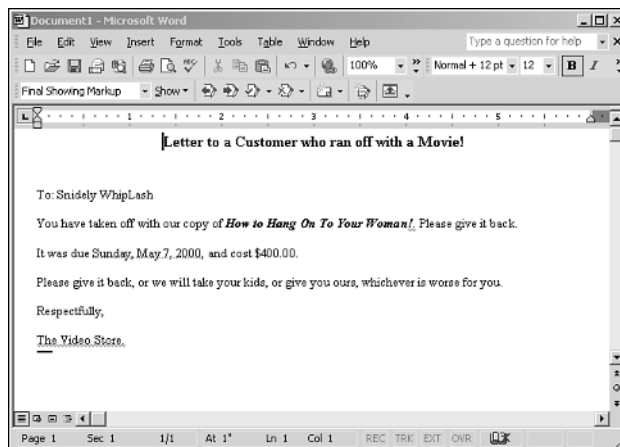 Document1 - Microsoft Word
File Edit View Insert Format Tools Table Window Help Type a question for help
100% Normal + 12 pt 12 B I
Final Showing Markup Show
1 2 3 4 5
Letter to a Customer who ran off with a Movie!
To: Snidely WhipLash
You have taken off with our copy of How to Hang On To Your Woman!. Please give it back.
It was due Sunday, May 7, 2000, and cost $400.00.
Please give it back, or we will take your kids, or give you ours, whichever is worse for you.
Respectfully,
The Video Store.
Page 1 Sec 1 1/1 At 1" Ln 1 Col 1 REC TRK EXT OVR